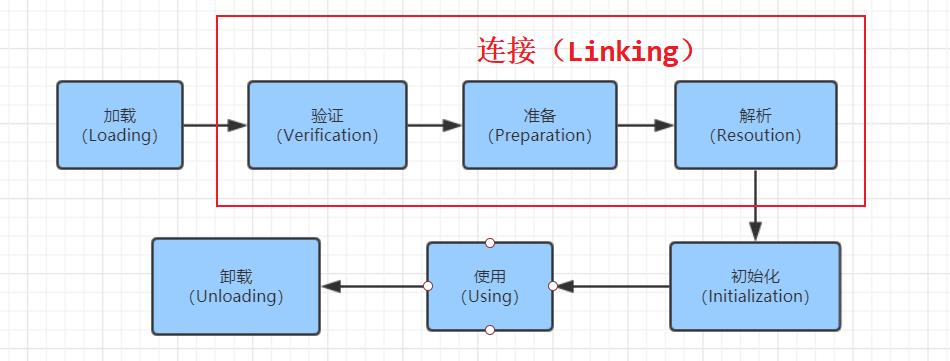 连接（Linking）
加载
（Loading）
验证
（Verification）
准备
（Preparation）
解析
（Resoution）
卸载
（Unloading）
使用
（Using）
初始化
（Initialization）